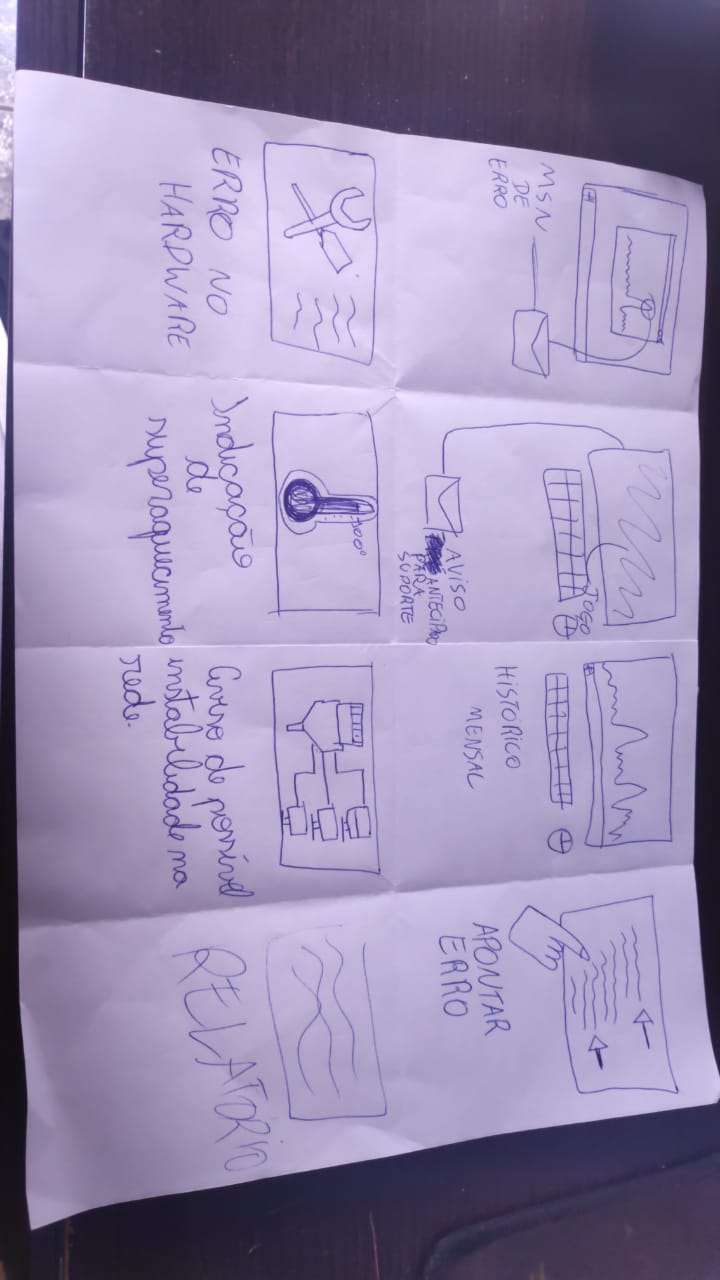 MSN
DE
ERRO
JOGO
AVISO
ANTECIPADO
PARA
SUPORTE
HISTÓRICO
MENSAL
APONTAR
ERRO
ERRO NO
HARDWARE
100°
Indicação
de
superaquecimento
Aviso de possível
instabilidade na
rede.
RELATÓRIO